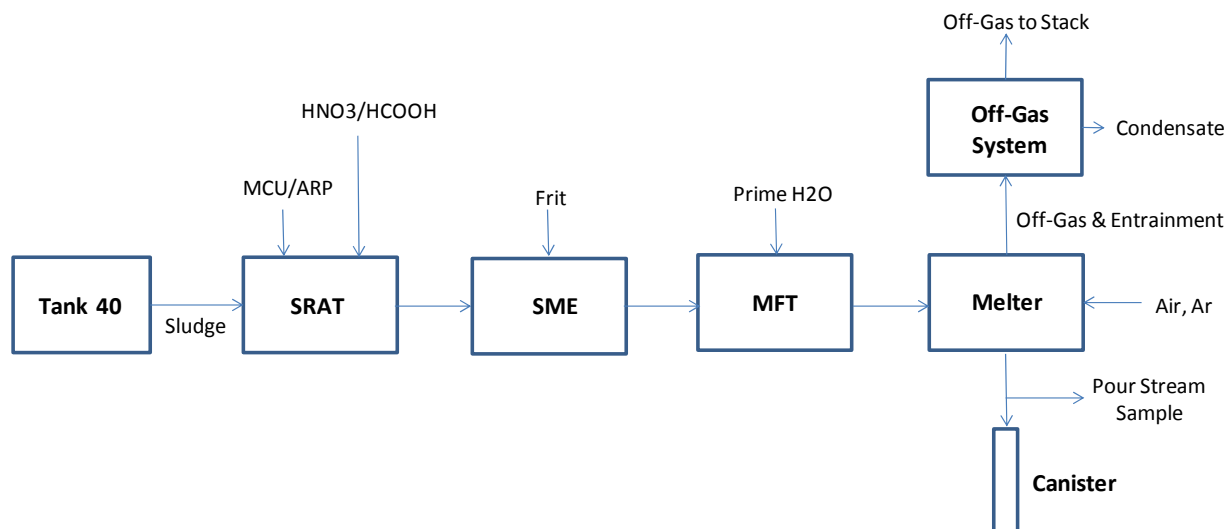 Off-Gas to Stack
HNO3/HCOOH
Off-Gas
System
Condensate
MCU/ARP
Frit
Prime H2O
Off-Gas & Entrainment
Tank 40
Sludge
SRAT
SME
MFT
Melter
Air, Ar
Pour Stream
Sample
Canister